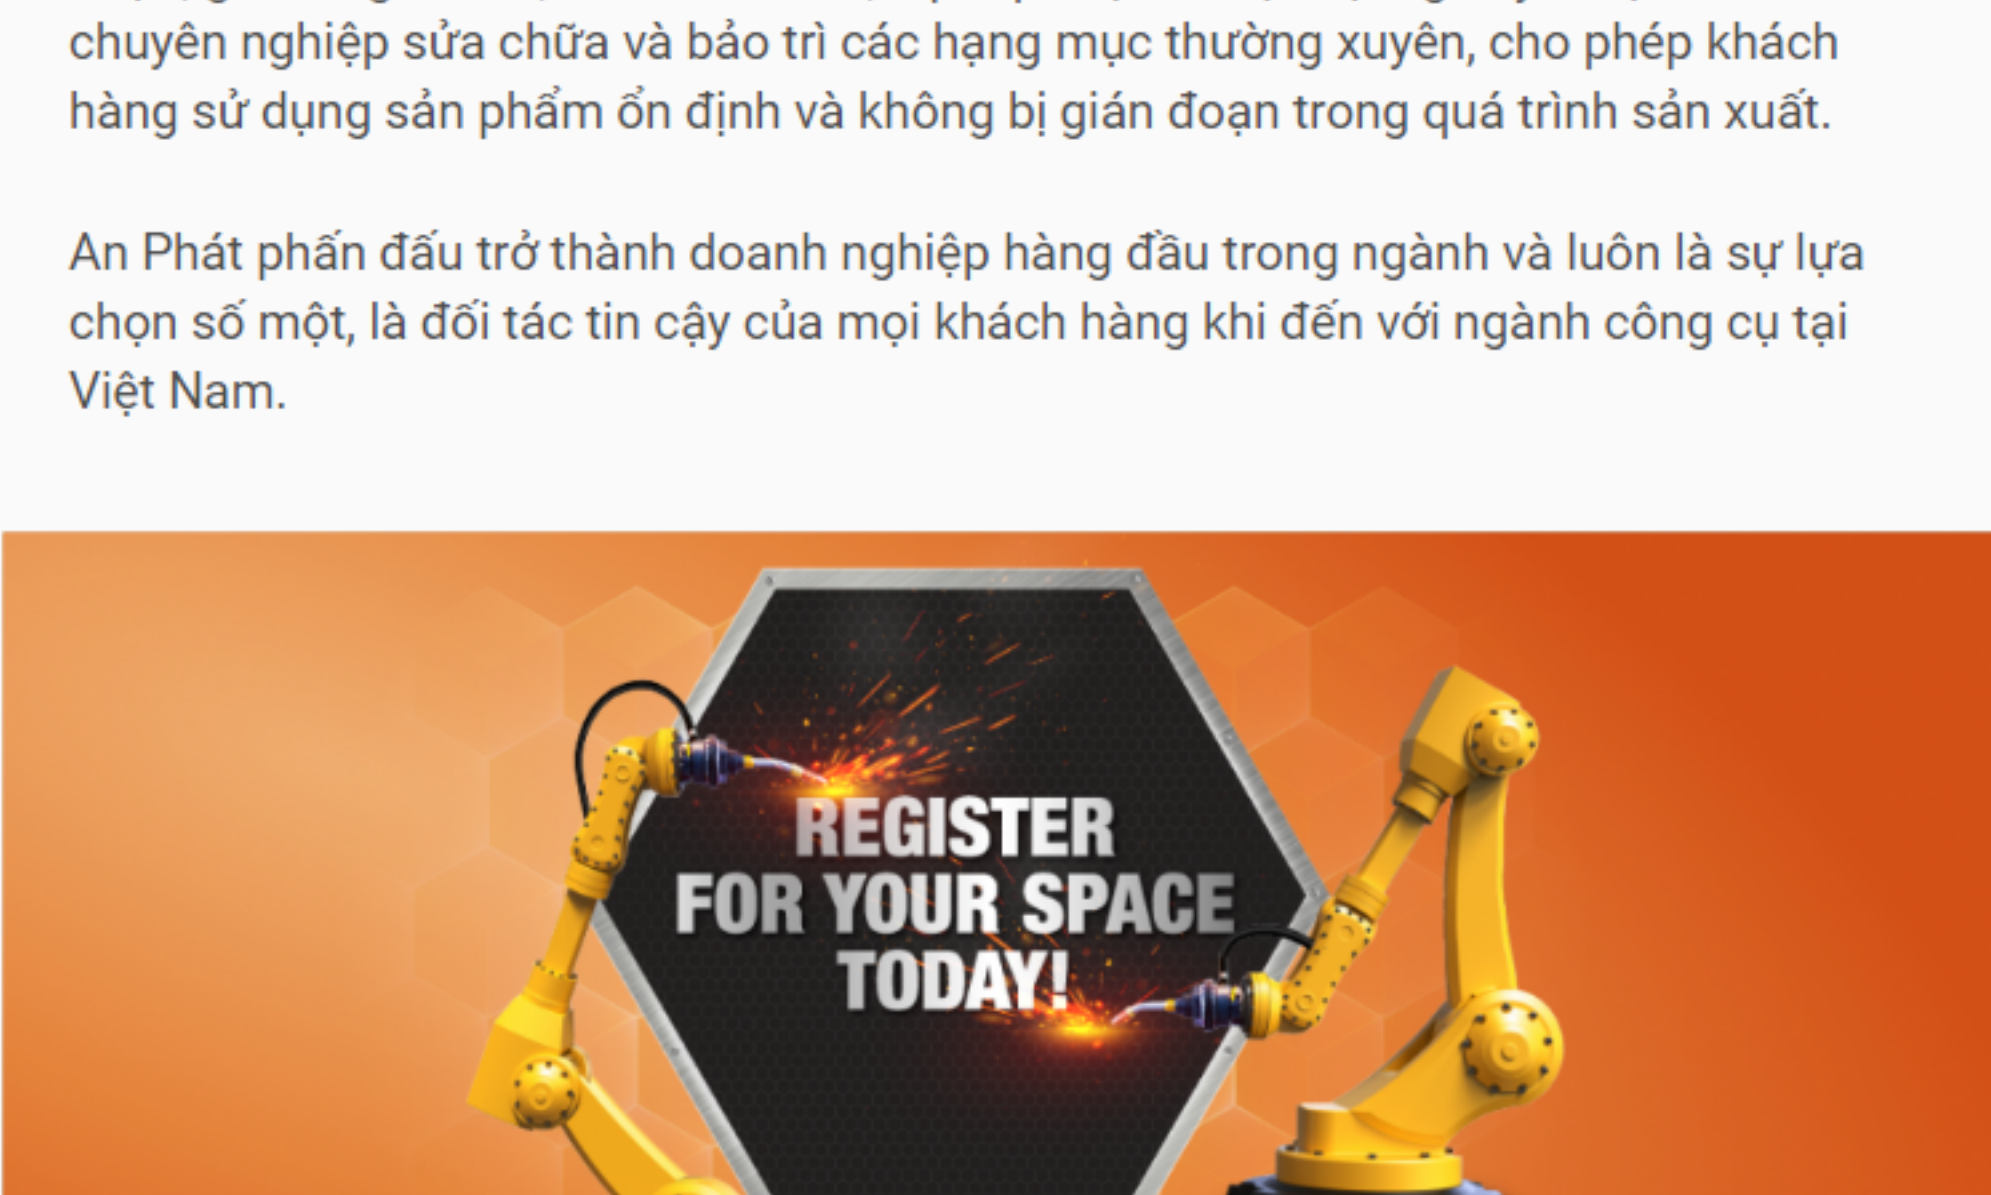 chuyên nghiệp sửa chữa và bảo trì các hạng mục thường xuyên, cho phép khách
hàng sử dụng sản phẩm ổn định và không bị gián đoạn trong quá trình sản xuất.
An Phát phấn đấu trở thành doanh nghiệp hàng đầu trong ngành và luôn là sự lựa
chọn số một, là đối tác tin cậy của mọi khách hàng khi đến với ngành công cụ tại
Việt Nam.
REGISTER
FOR YOUR SPACE
TODAY!